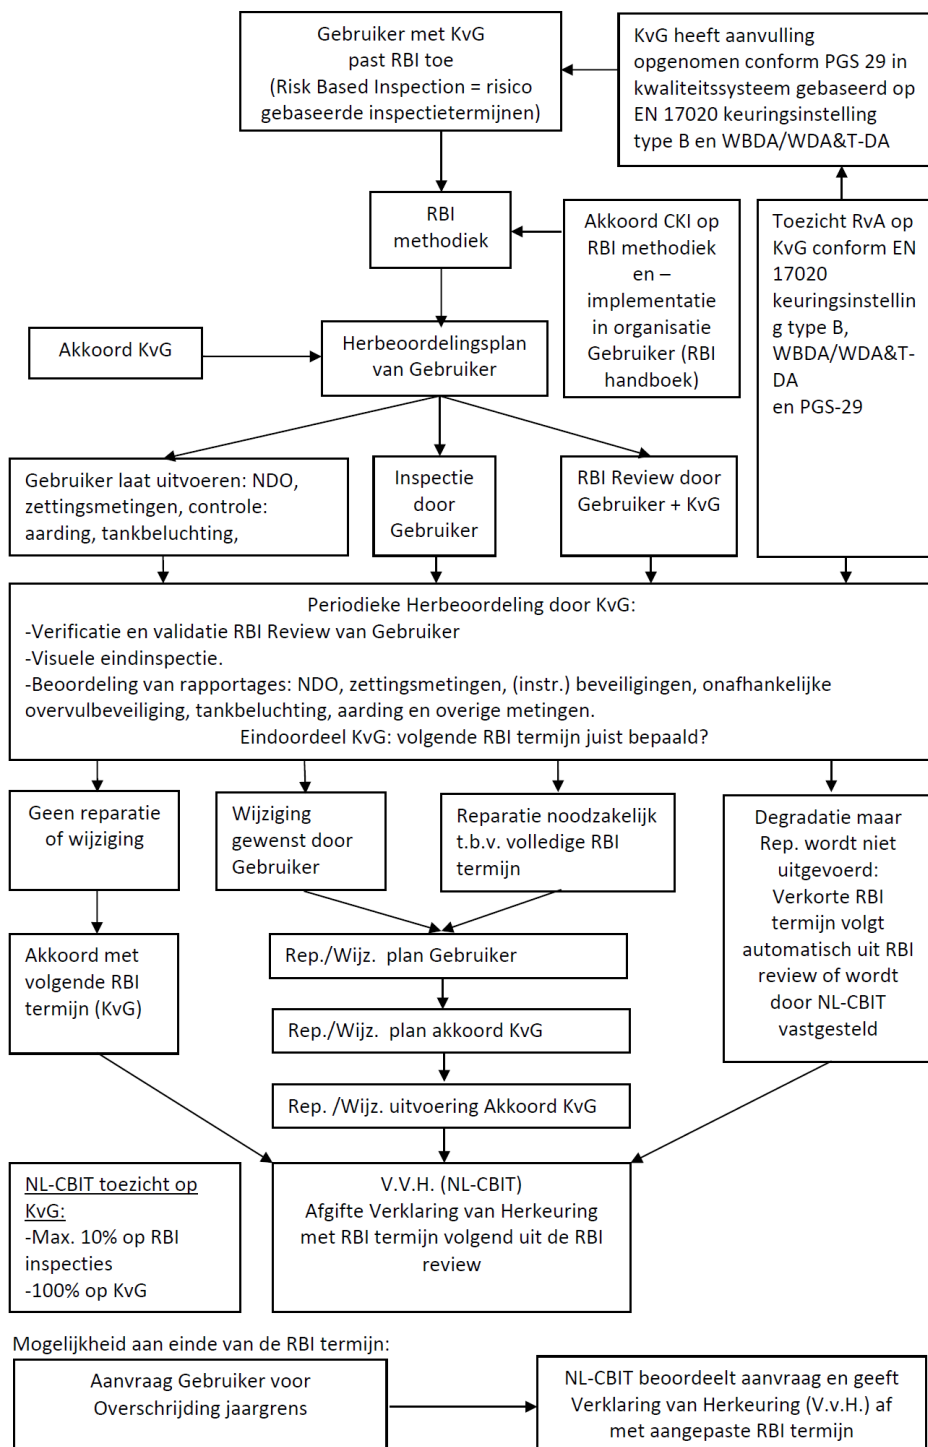 Gebruiker met KvG
past RBI toe
(Risk Based Inspection = risico
gebaseerde inspectietermijnen)
KvG heeft aanvulling
opgenomen conform PGS 29 in
kwaliteitssysteem gebaseerd op
EN 17020 keuringsinstelling
type B en WBDA/WDA&T-DA
RBI
methodiek
Akkoord CKI op
RBI methodiek
en –
implementatie
in organisatie
Gebruiker (RBI
handboek)
Toezicht RvA op
KvG conform EN
17020
keuringsinstellin
g type B,
WBDA/WDA&T-
DA
en PGS-29
Akkoord KvG
Herbeoordelingsplan
van Gebruiker
Gebruiker laat uitvoeren: NDO,
zettingsmetingen, controle:
aarding, tankbeluchting,
Inspectie
door
Gebruiker
RBI Review door
Gebruiker + KvG
Periodieke Herbeoordeling door KvG:
-Verificatie en validatie RBI Review van Gebruiker
-Visuele eindinspectie.
-Beoordeling van rapportages: NDO, zettingsmetingen, (instr.) beveiligingen, onafhankelijke
overvulbeveiliging, tankbeluchting, aarding en overige metingen.
Eindoordeel KvG: volgende RBI termijn juist bepaald?
Geen reparatie
of wijziging
Wijziging
gewenst door
Gebruiker
Reparatie noodzakelijk
t.b.v. volledige RBI
termijn
Degradatie maar
Rep. wordt niet
uitgevoerd:
Verkorte RBI
termijn volgt
automatisch uit RBI
review of wordt
door NL-CBIT
vastgesteld
Akkoord met
volgende RBI
termijn (KvG)
Rep./Wijz. plan Gebruiker
Rep./Wijz. plan akkoord KvG
Rep. /Wijz. uitvoering Akkoord KvG
NL-CBIT toezicht op
KvG:
-Max. 10% op RBI
inspecties
-100% op KvG
V.V.H. (NL-CBIT)
Afgifte Verklaring van Herkeuring
met RBI termijn volgend uit de RBI
review
Mogelijkheid aan einde van de RBI termijn:
Aanvraag Gebruiker voor
Overschrijding jaargrens
NL-CBIT beoordeelt aanvraag en geeft
Verklaring van Herkeuring (V.v.H.) af
met aangepaste RBI termijn